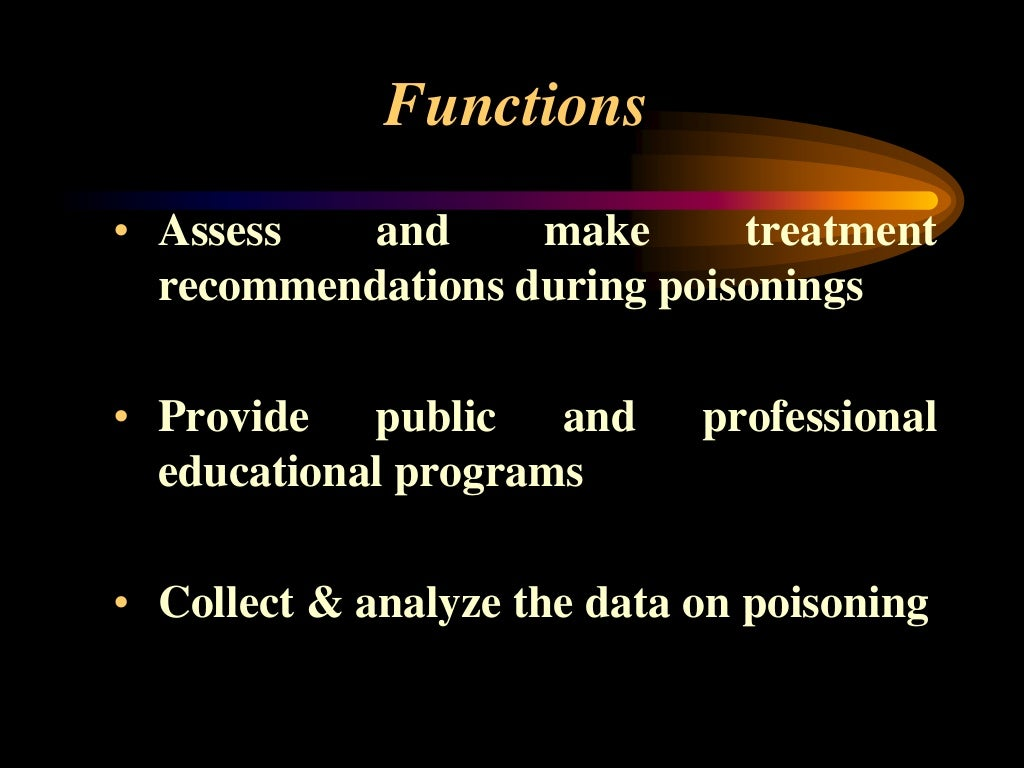 Functions
• Assess and make treatment
recommendations during poisonings
• Provide public and professional
educational programs
• Collect & analyze the data on poisoning